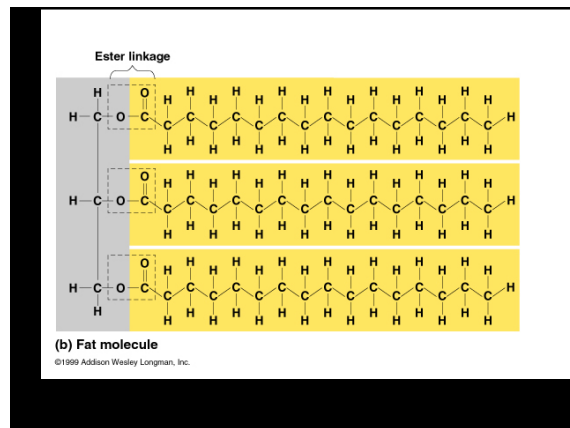 Ester linkage
H O H H H H H H H H H H H H H H H
H C O C C C C C C C C C C C C C C C C H
H H H H H H H H H H H H H H H
O H H H H H H H H H H H H H H H
H C O C C C C C C C C C C C C C C C C H
H H H H H H H H H H H H H H H
O H H H H H H H H H H H H H H H
H C O C C C C C C C C C C C C C C C C H
H H H H H H H H H H H H H H H H
(b) Fat molecule
©1999 Addison Wesley Longman, Inc.